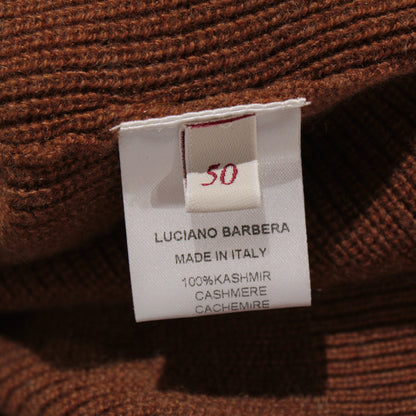 50
LUCIANO BARBERA
MADE IN ITALY
100%KASHMIR
CASHMERE
CACHEMiRE